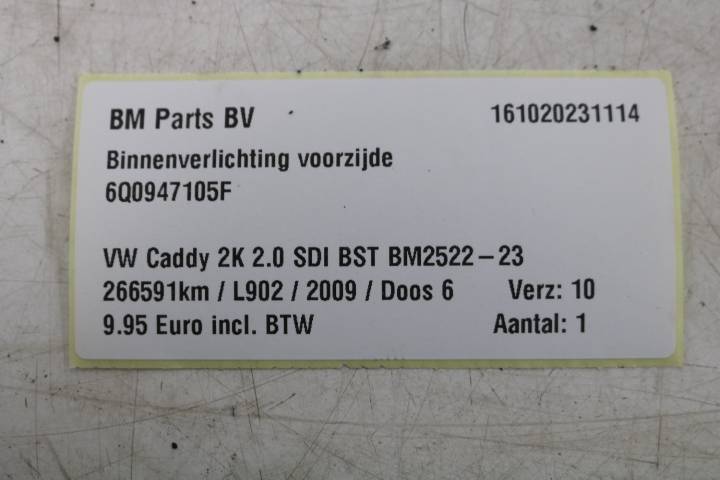 BM Parts BV 161020231114
Binnenverlichting voorzijde
6Q0947105F
VW Caddy 2K 2.0 SDI BST BM2522-23
266591km / L902 / 2009 / Doos 6 Verz: 10
9.95 Euro incl. BTW Aantal: 1